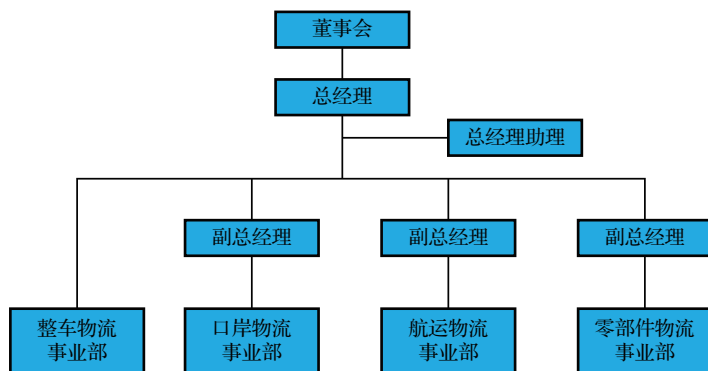 董事会
总经理
总经理助理
副总经理
副总经理
副总经理
整车物流
事业部
口岸物流
事业部
航运物流
事业部
零部件物流
事业部